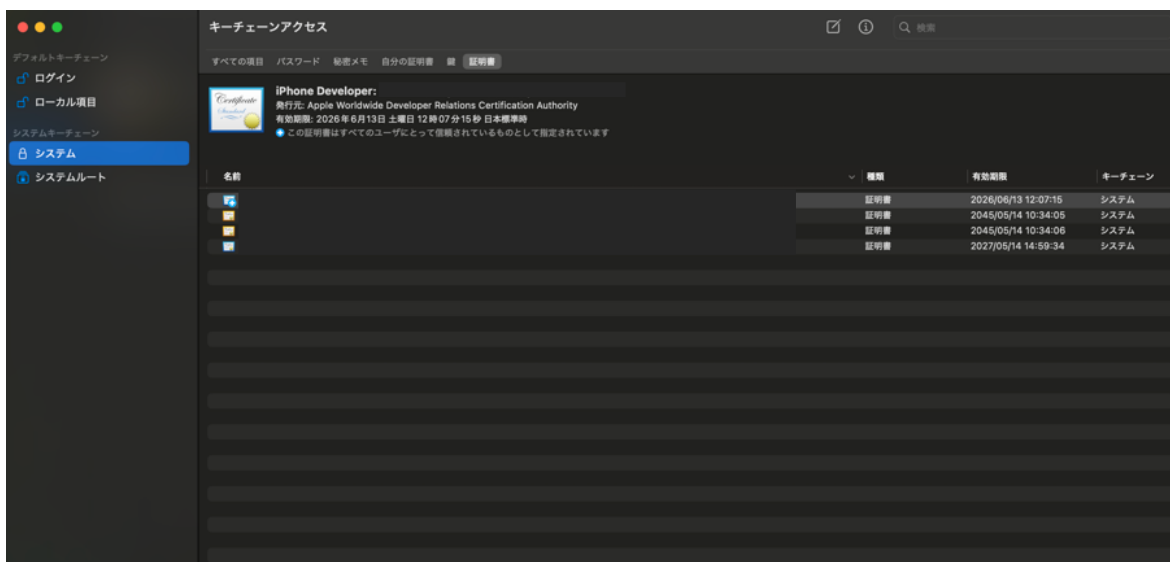 キーチェーンアクセス
検索
デフォルトキーチェーン
ログイン
ローカル項目
システムキーチェーン
システム
システムルート
すべての項目 パスワード 秘密メモ 自分の証明書 鍵 証明書
Certificate
Standard
iPhone Developer:
発行元: Apple Worldwide Developer Relations Certification Authority
有効期限: 2026年6月13日 土曜日 12時07分15秒 日本標準時
この証明書はすべてのユーザにとって信頼されているものとして指定されています
名前 種類 有効期限 キーチェーン
証明書 2026/06/13 12:07:15 システム
証明書 2045/05/14 10:34:05 システム
証明書 2045/05/14 10:34:06 システム
証明書 2027/05/14 14:59:34 システム